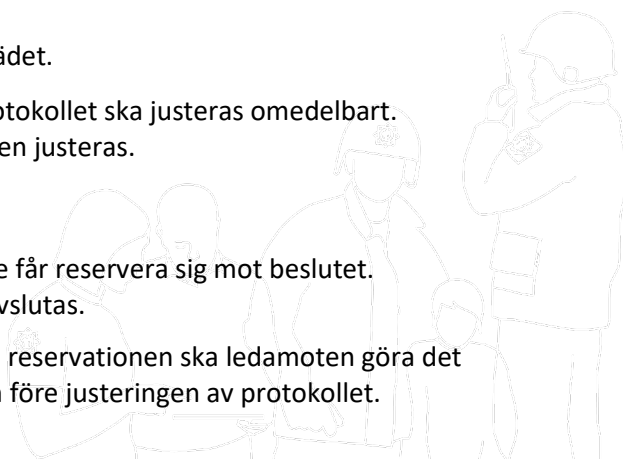 ädet.
otokollet ska justeras omedelbart.
en justeras.
e får reservera sig mot beslutet.
vslutas.
reservationen ska ledamoten göra det
före justeringen av protokollet.